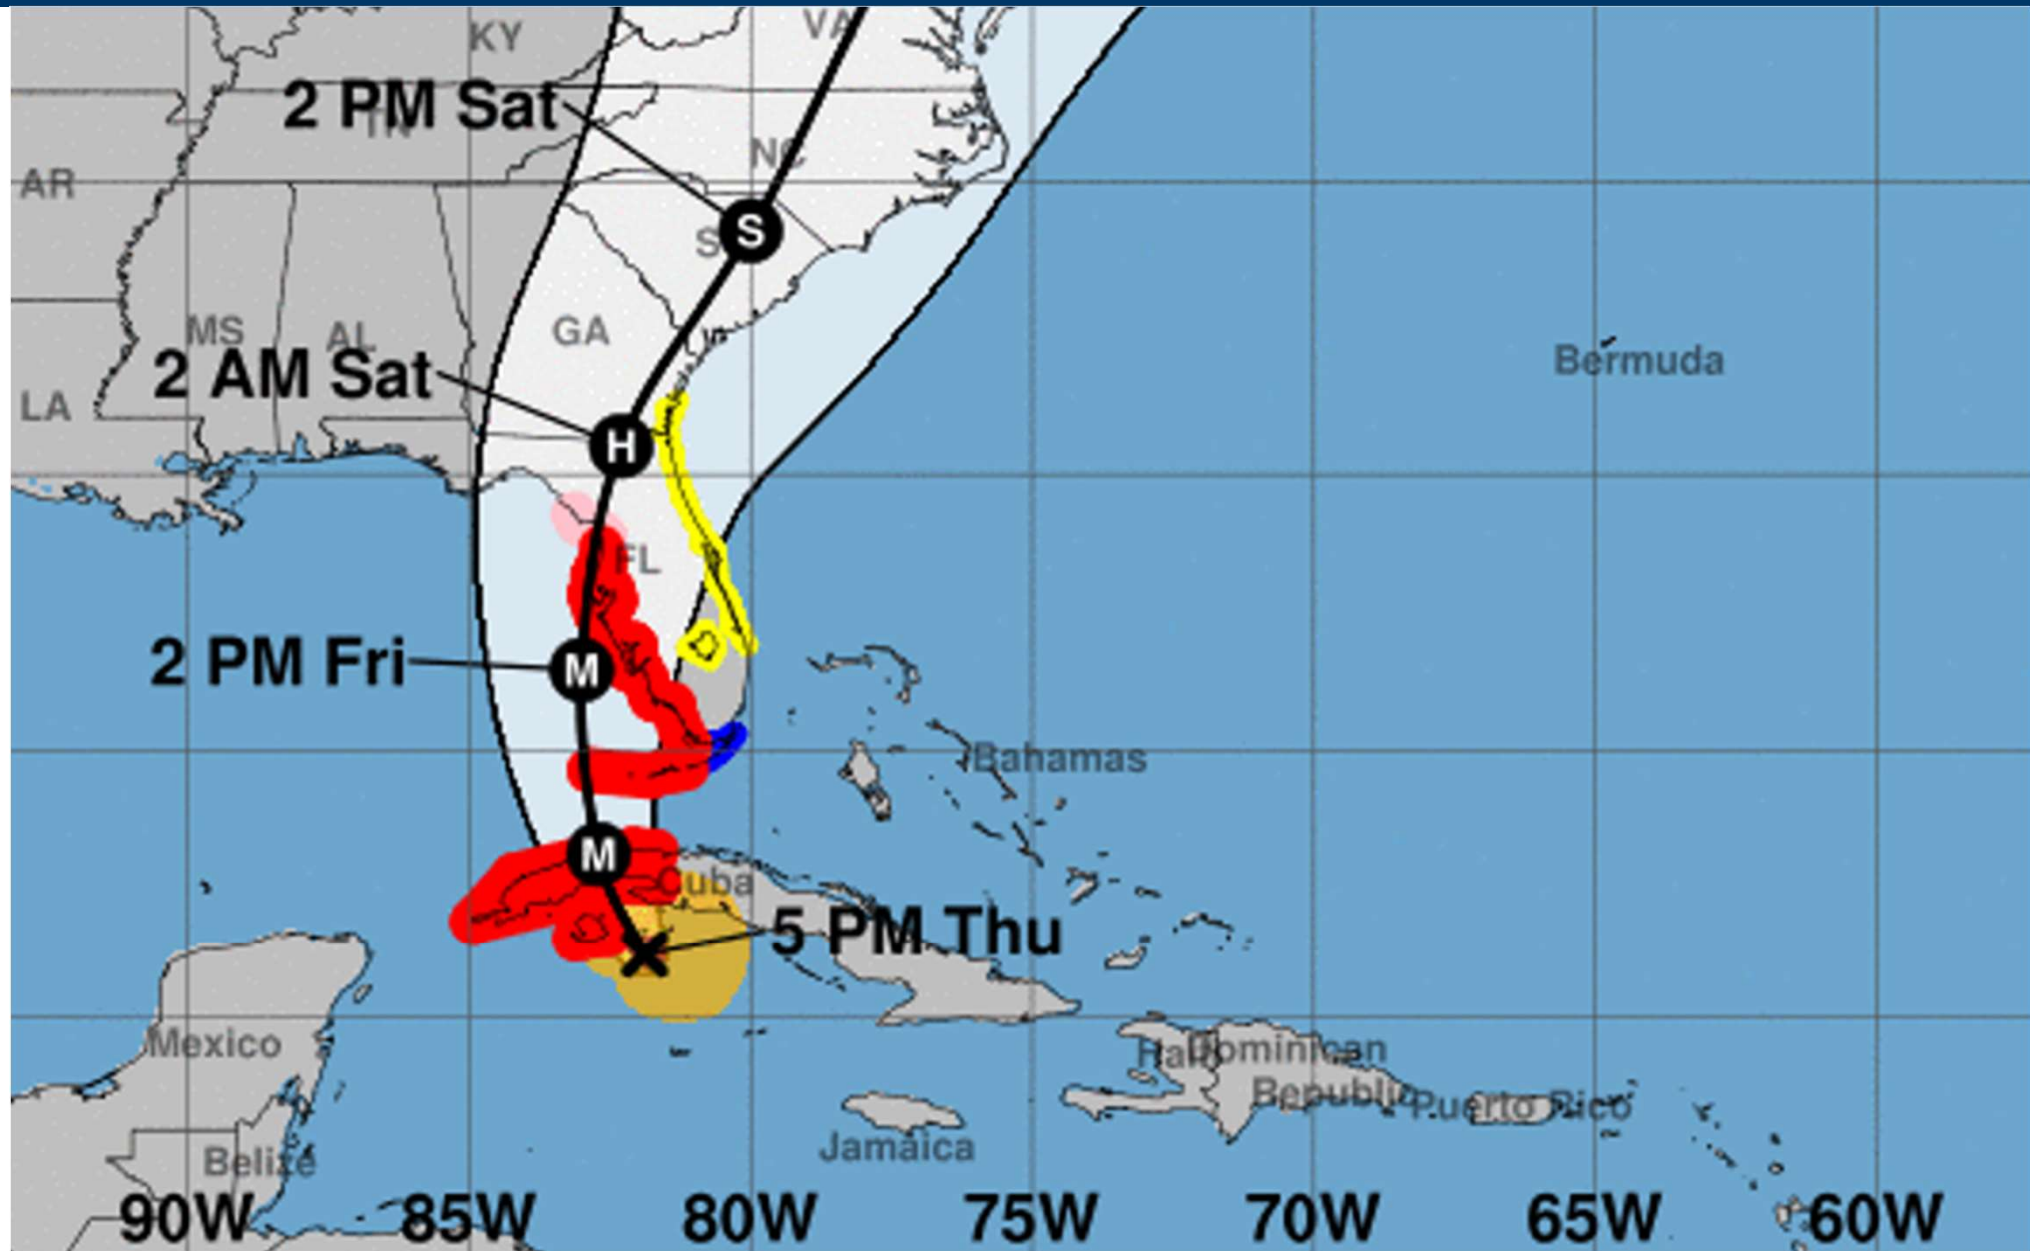 KY
VA
2 PM Sat
TN
NC
AR
S
S
GA
MS
AL
2 AM Sat
LA
Bermuda
H
FL
2 PM Fri
M
Bahamas
M
Cuba
5 PM Thu
Mexico
Haiti
Dominican
Republic
Puerto Rico
Jamaica
Belize
90W 85W 80W 75W 70W 65W 60W